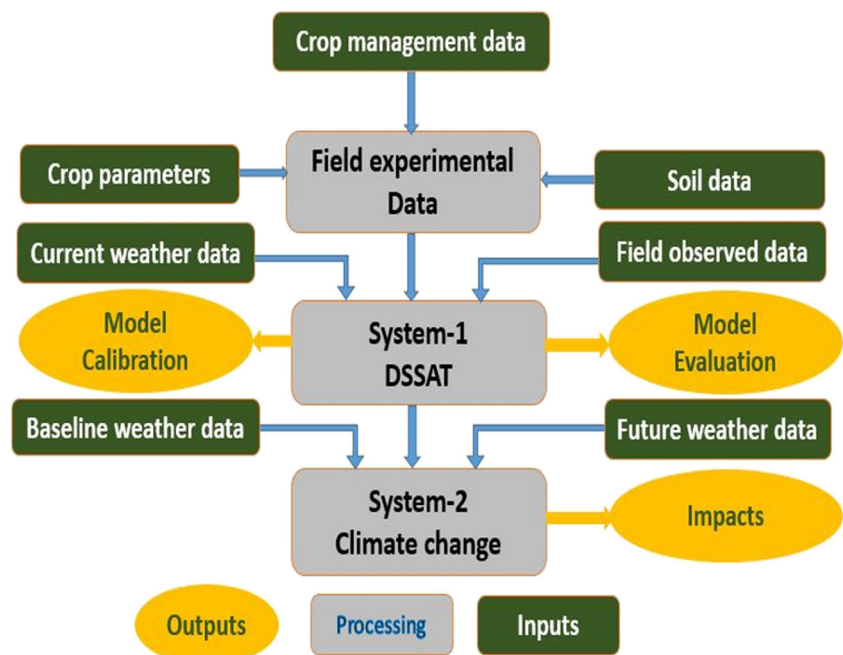 Crop management data
Crop parameters
Field experimental
Data
Soil data
Current weather data
Field observed data
Model
Calibration
System-1
DSSAT
Model
Evaluation
Baseline weather data
Future weather data
System-2
Climate change
Impacts
Outputs
Processing
Inputs